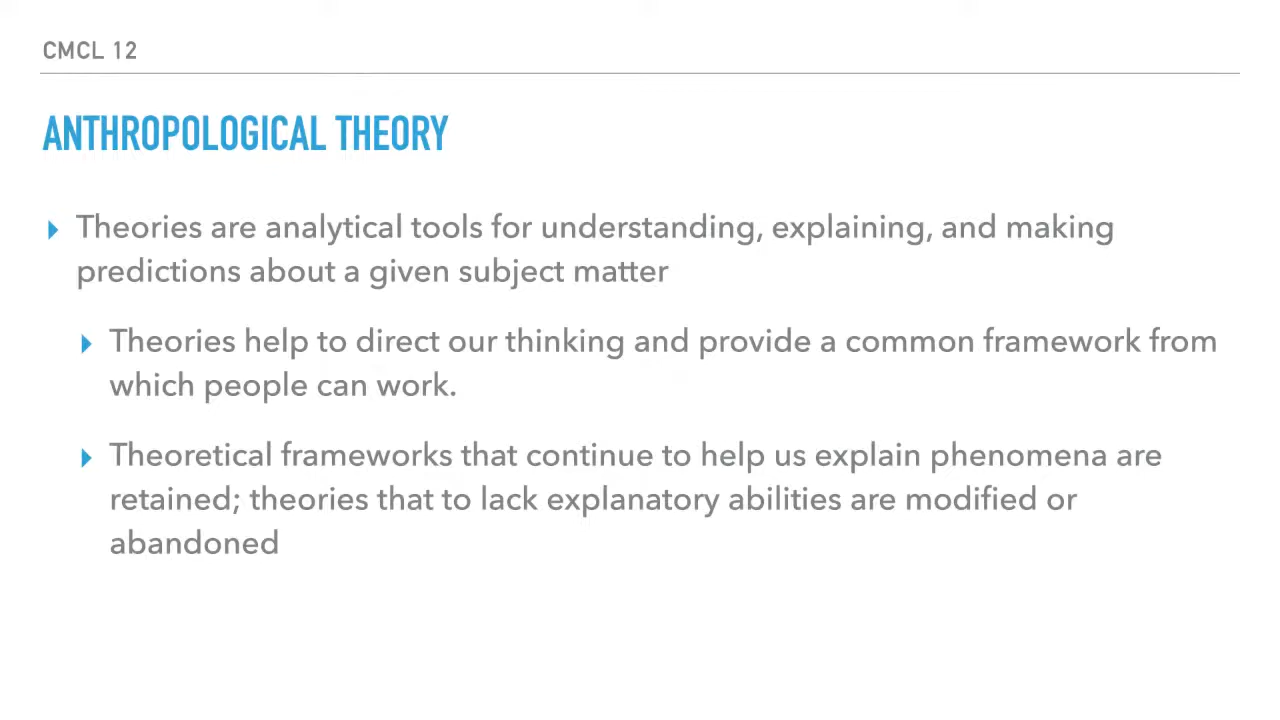 CMCL 12
ANTHROPOLOGICAL THEORY
Theories are analytical tools for understanding, explaining, and making
predictions about a given subject matter
Theories help to direct our thinking and provide a common framework from
which people can work.
Theoretical frameworks that continue to help us explain phenomena are
retained; theories that to lack explanatory abilities are modified or
abandoned